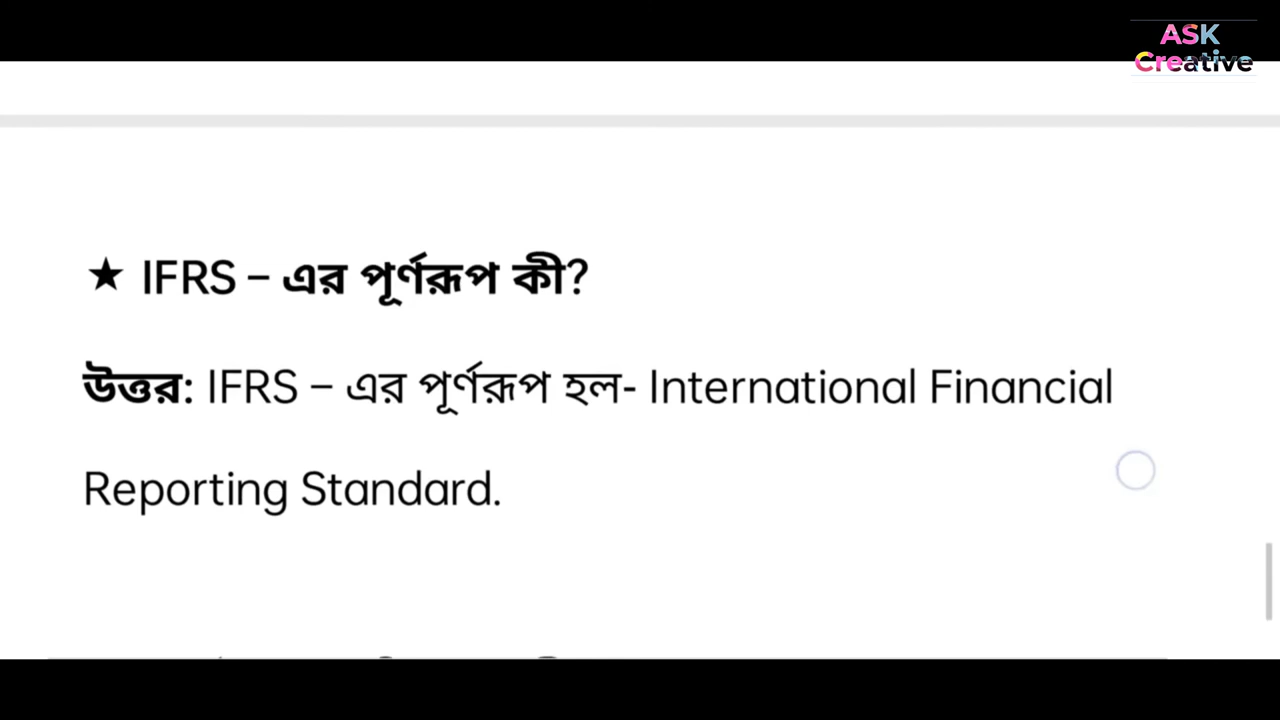 ASK
Creative
★ IFRS – এর পূর্ণরূপ কী?
উত্তর: IFRS – এর পূর্ণরূপ হল- International Financial
Reporting Standard.